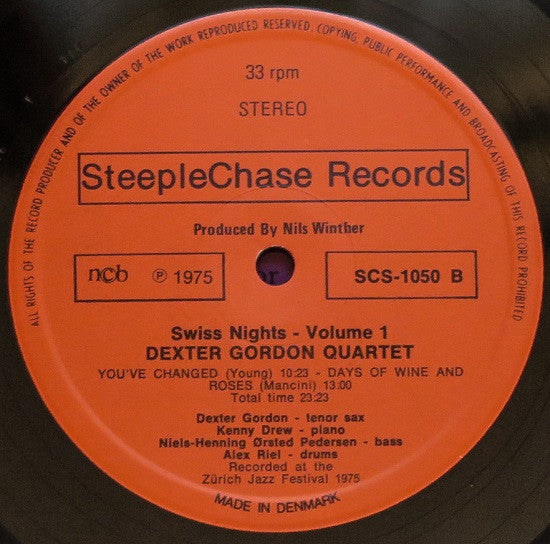 ALL RIGHTS OF THE RECORD PRODUCER AND OF THE OWNER OF THE WORK REPRODUCED RESERVED. COPYING, PUBLIC PERFORMANCE AND BROADCASTING OF THIS RECORD PROHIBITED
33 rpm
STEREO
SteepleChase Records
Produced By Nils Winther
ncb ℗ 1975
SCS-1050 B
Swiss Nights - Volume 1
DEXTER GORDON QUARTET
YOU'VE CHANGED (Young) 10:23 - DAYS OF WINE AND
ROSES (Mancini) 13:00
Total time 23:23
Dexter Gordon - tenor sax
Kenny Drew - piano
Niels-Henning Ørsted Pedersen - bass
Alex Riel - drums
Recorded at the
Zürich Jazz Festival 1975
MADE IN DENMARK